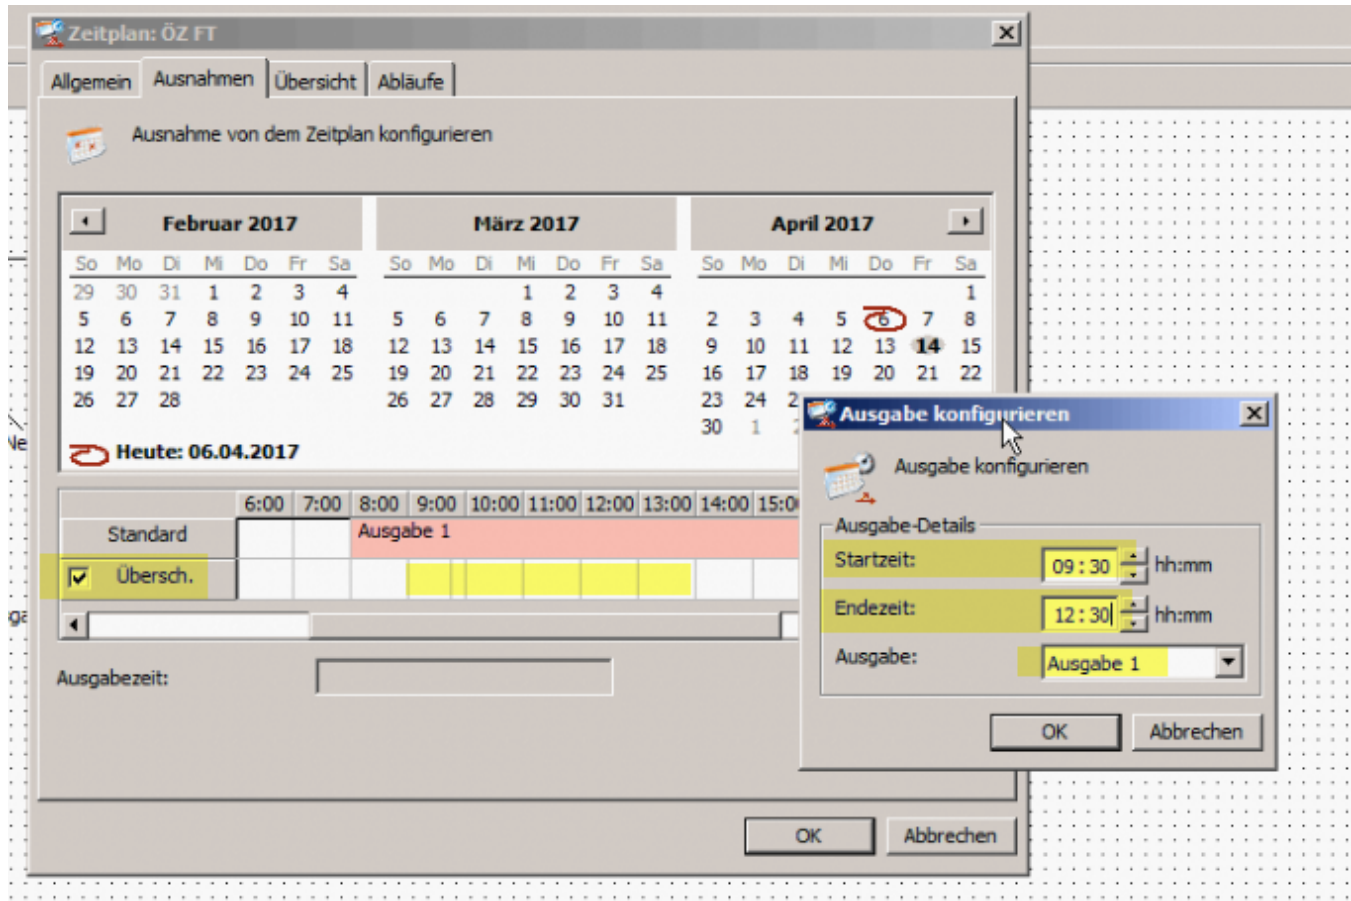 Zeitplan: ÖZ FT
Allgemein Ausnahmen Übersicht Abläufe
Ausnahme von dem Zeitplan konfigurieren
Februar 2017 März 2017 April 2017
So Mo Di Mi Do Fr Sa So Mo Di Mi Do Fr Sa So Mo Di Mi Do Fr Sa
29 30 31 1 2 3 4 1 2 3 4 1
5 6 7 8 9 10 11 5 6 7 8 9 10 11 2 3 4 5 6 7 8
12 13 14 15 16 17 18 12 13 14 15 16 17 18 9 10 11 12 13 14 15
19 20 21 22 23 24 25 19 20 21 22 23 24 25 16 17 18 19 20 21 22
26 27 28 26 27 28 29 30 31 23 24 2
30 1
Heute: 06.04.2017
6:00 7:00 8:00 9:00 10:00 11:00 12:00 13:00 14:00 15:00
Standard Ausgabe 1
Übersch.
Ausgabezeit:
OK Abbrechen
Ausgabe konfigurieren
Ausgabe konfigurieren
Ausgabe-Details
Startzeit: 09:30 hh:mm
Endezeit: 12:30 hh:mm
Ausgabe: Ausgabe 1
OK Abbrechen
Ne
ga